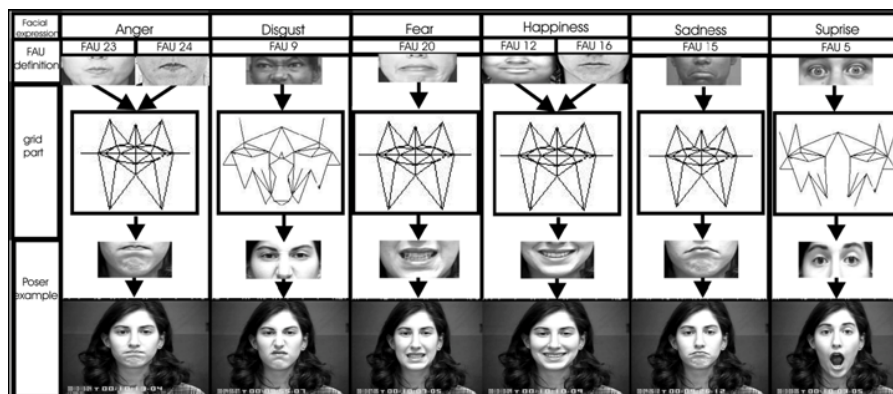 Facial expression Anger Disgust Fear Happiness Sadness Suprise
FAU definition FAU 23 FAU 24 FAU 9 FAU 20 FAU 12 FAU 16 FAU 15 FAU 5
grid part
Poser example